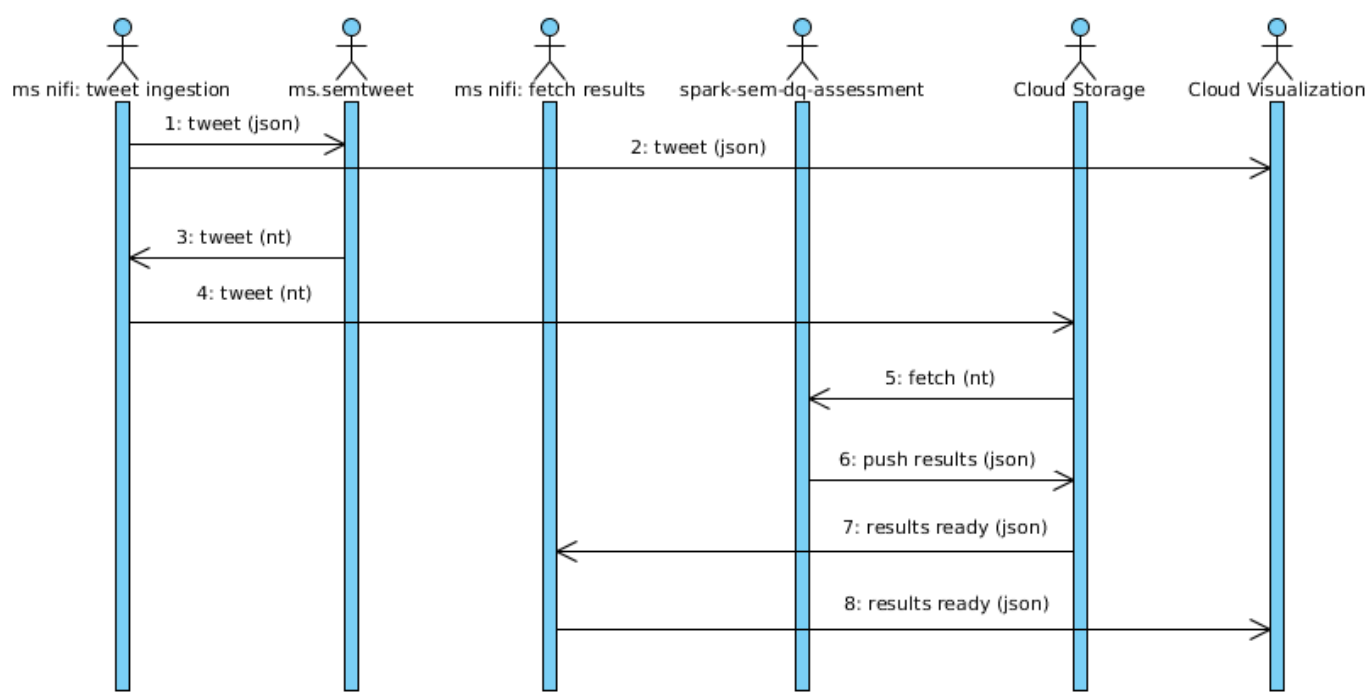 ms nifi: tweet ingestion
ms.semtweet
ms nifi: fetch results
spark-sem-dq-assessment
Cloud Storage
Cloud Visualization
1: tweet (json)
2: tweet (json)
3: tweet (nt)
4: tweet (nt)
5: fetch (nt)
6: push results (json)
7: results ready (json)
8: results ready (json)